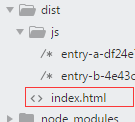 dist
js
/* entry-a-df24e
/* entry-b-4e43c
<> index.html
node_modules